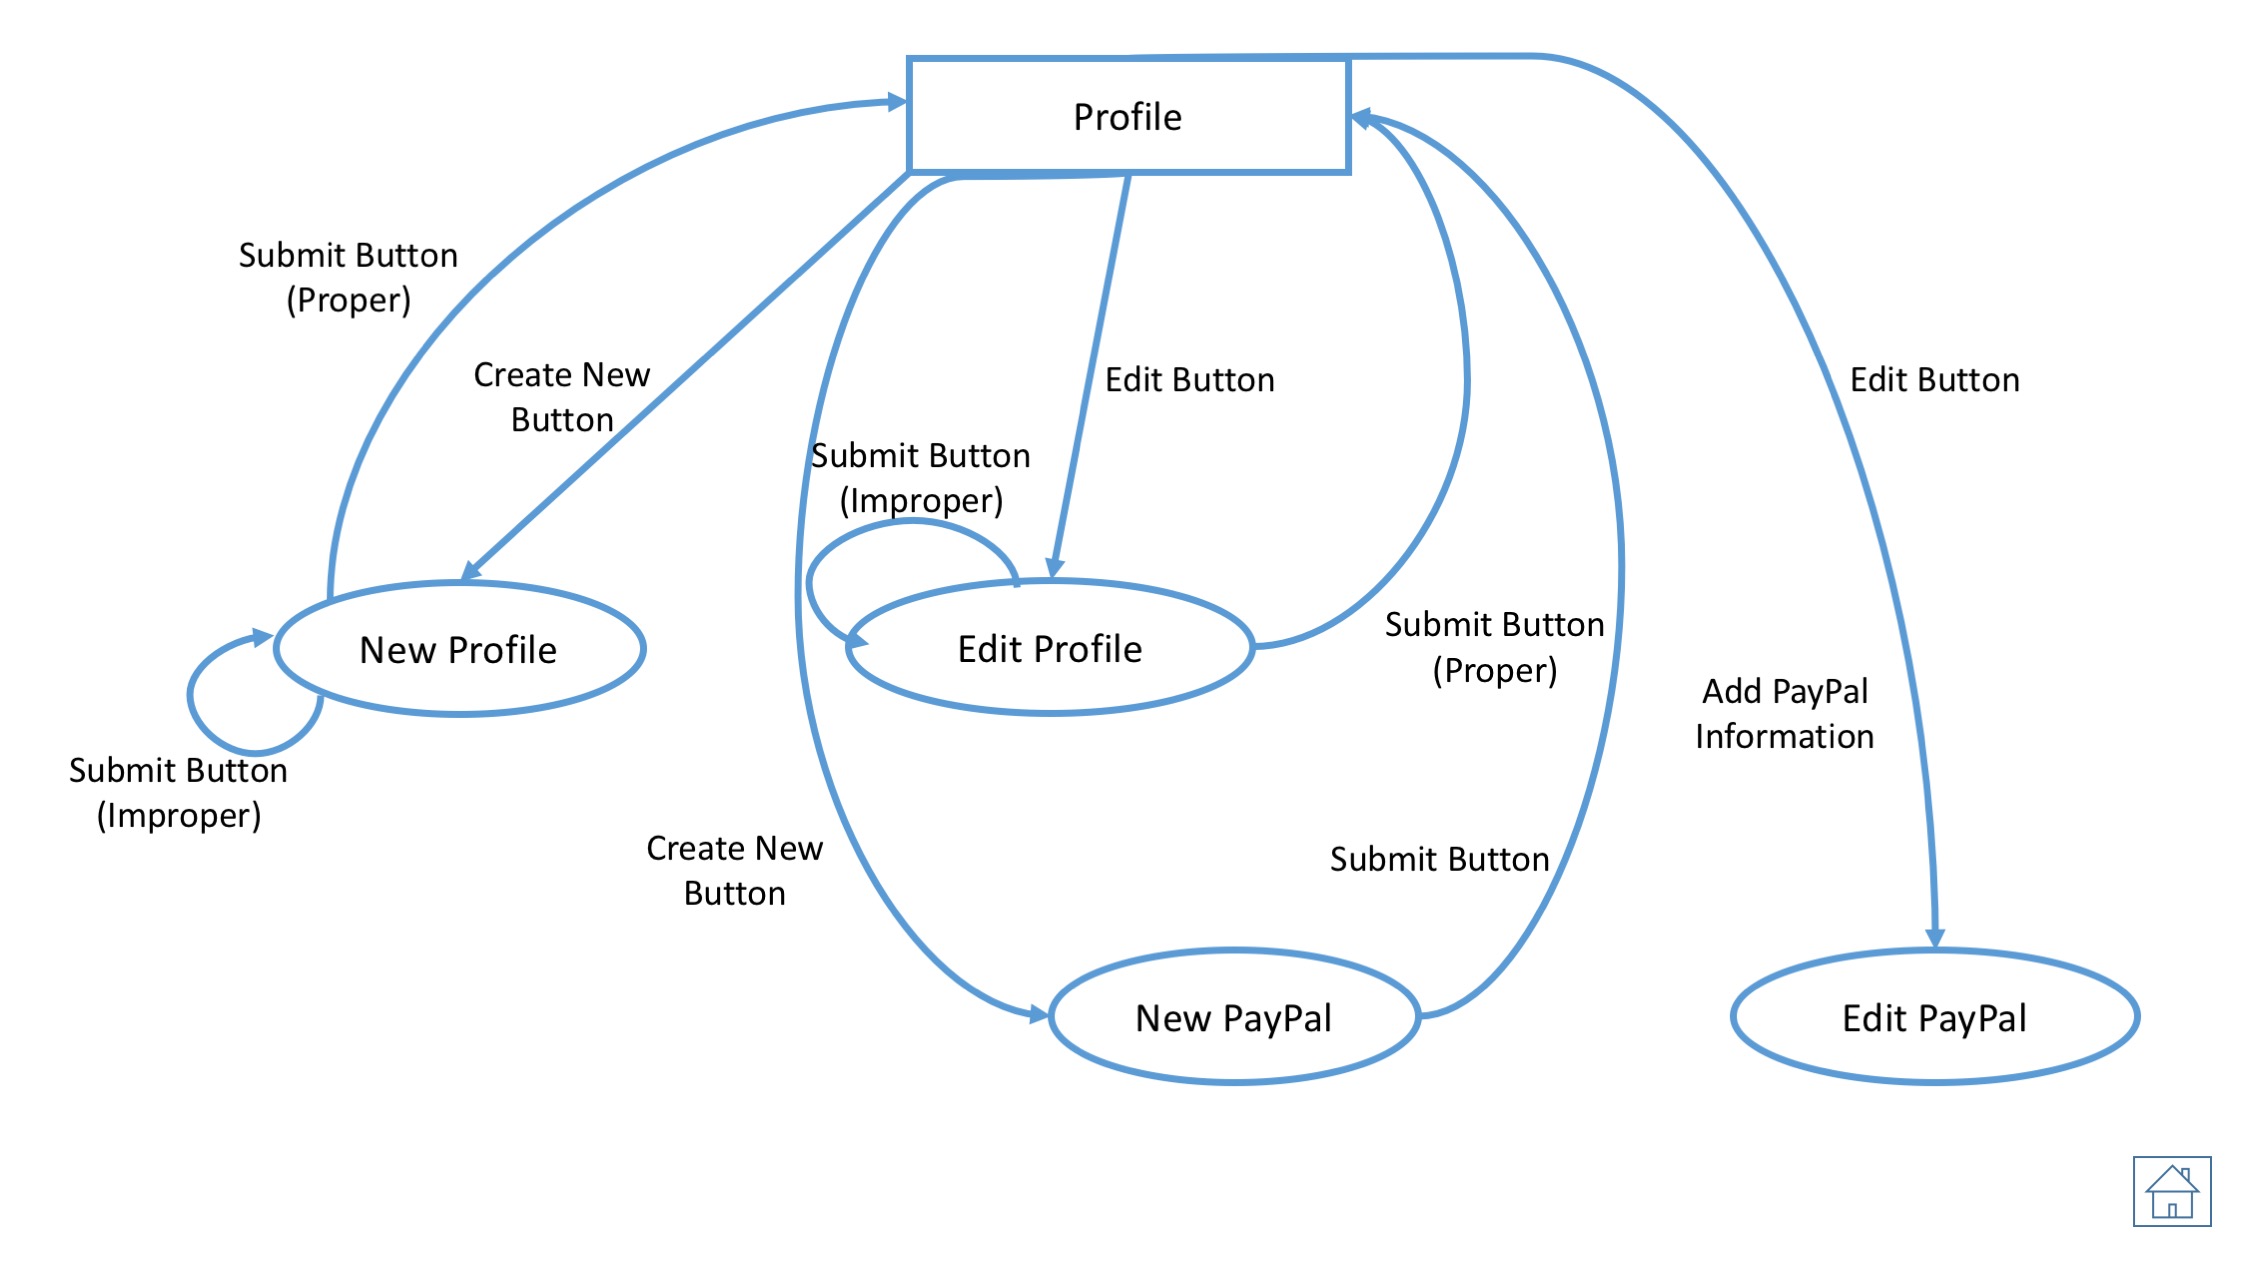 Profile
Submit Button
(Proper)
Create New
Button
Edit Button
Edit Button
Submit Button
(Improper)
New Profile
Edit Profile
Submit Button
(Proper)
Add PayPal
Information
Submit Button
(Improper)
Create New
Button
Submit Button
New PayPal
Edit PayPal